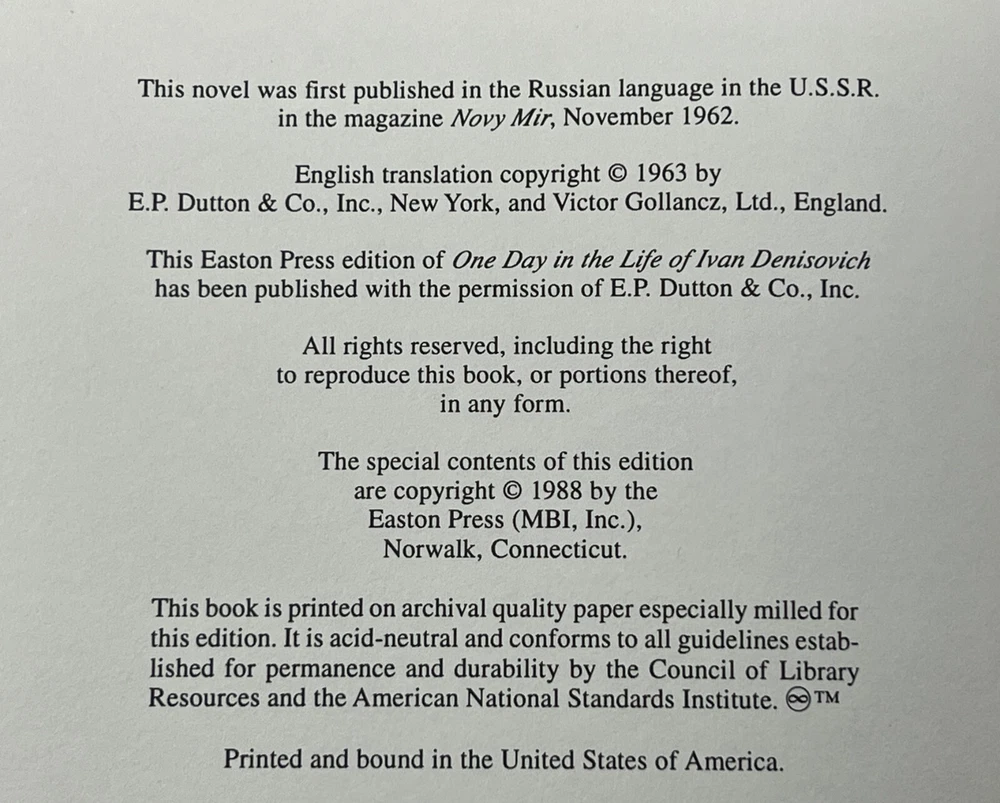 This novel was first published in the Russian language in the U.S.S.R.
in the magazine Novy Mir, November 1962.
English translation copyright © 1963 by
E.P. Dutton & Co., Inc., New York, and Victor Gollancz, Ltd., England.
This Easton Press edition of One Day in the Life of Ivan Denisovich
has been published with the permission of E.P. Dutton & Co., Inc.
All rights reserved, including the right
to reproduce this book, or portions thereof,
in any form.
The special contents of this edition
are copyright © 1988 by the
Easton Press (MBI, Inc.),
Norwalk, Connecticut.
This book is printed on archival quality paper especially milled for
this edition. It is acid-neutral and conforms to all guidelines estab-
lished for permanence and durability by the Council of Library
Resources and the American National Standards Institute. ♾™
Printed and bound in the United States of America.